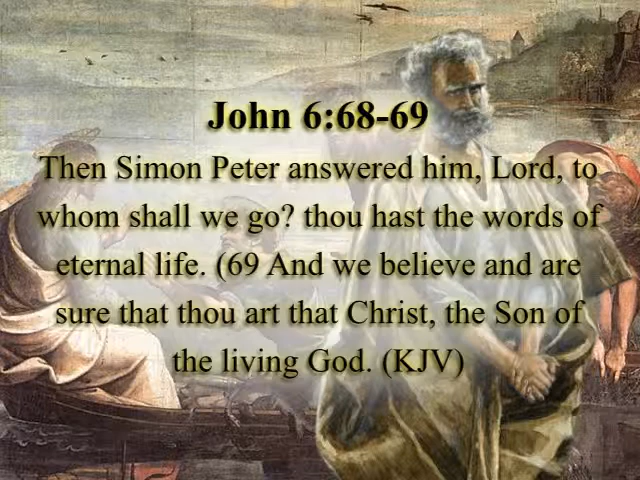 John 6:68-69
Then Simon Peter answered him, Lord, to
whom shall we go? thou hast the words of
eternal life. (69 And we believe and are
sure that thou art that Christ, the Son of
the living God. (KJV)